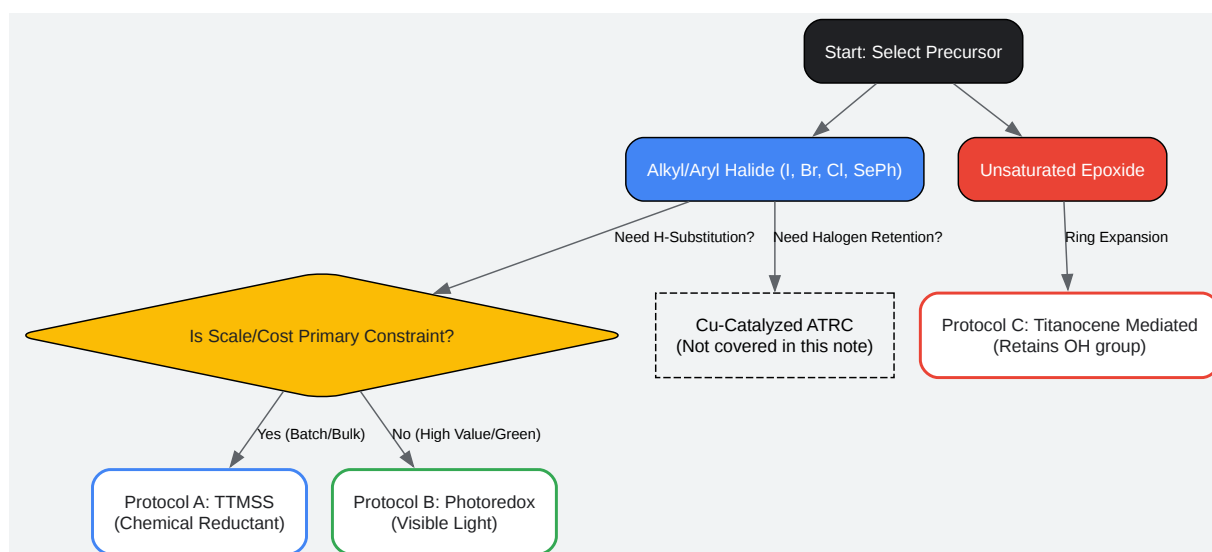 Start: Select Precursor
Alkyl/Aryl Halide (I, Br, Cl, SePh)
Unsaturated Epoxide
Need H-Substitution?
Need Halogen Retention?
Ring Expansion
Is Scale/Cost Primary Constraint?
Cu-Catalyzed ATRC
(Not covered in this note)
Protocol C: Titanocene Mediated
(Retains OH group)
Yes (Batch/Bulk)
No (High Value/Green)
Protocol A: TTMSS
(Chemical Reductant)
Protocol B: Photoredox
(Visible Light)